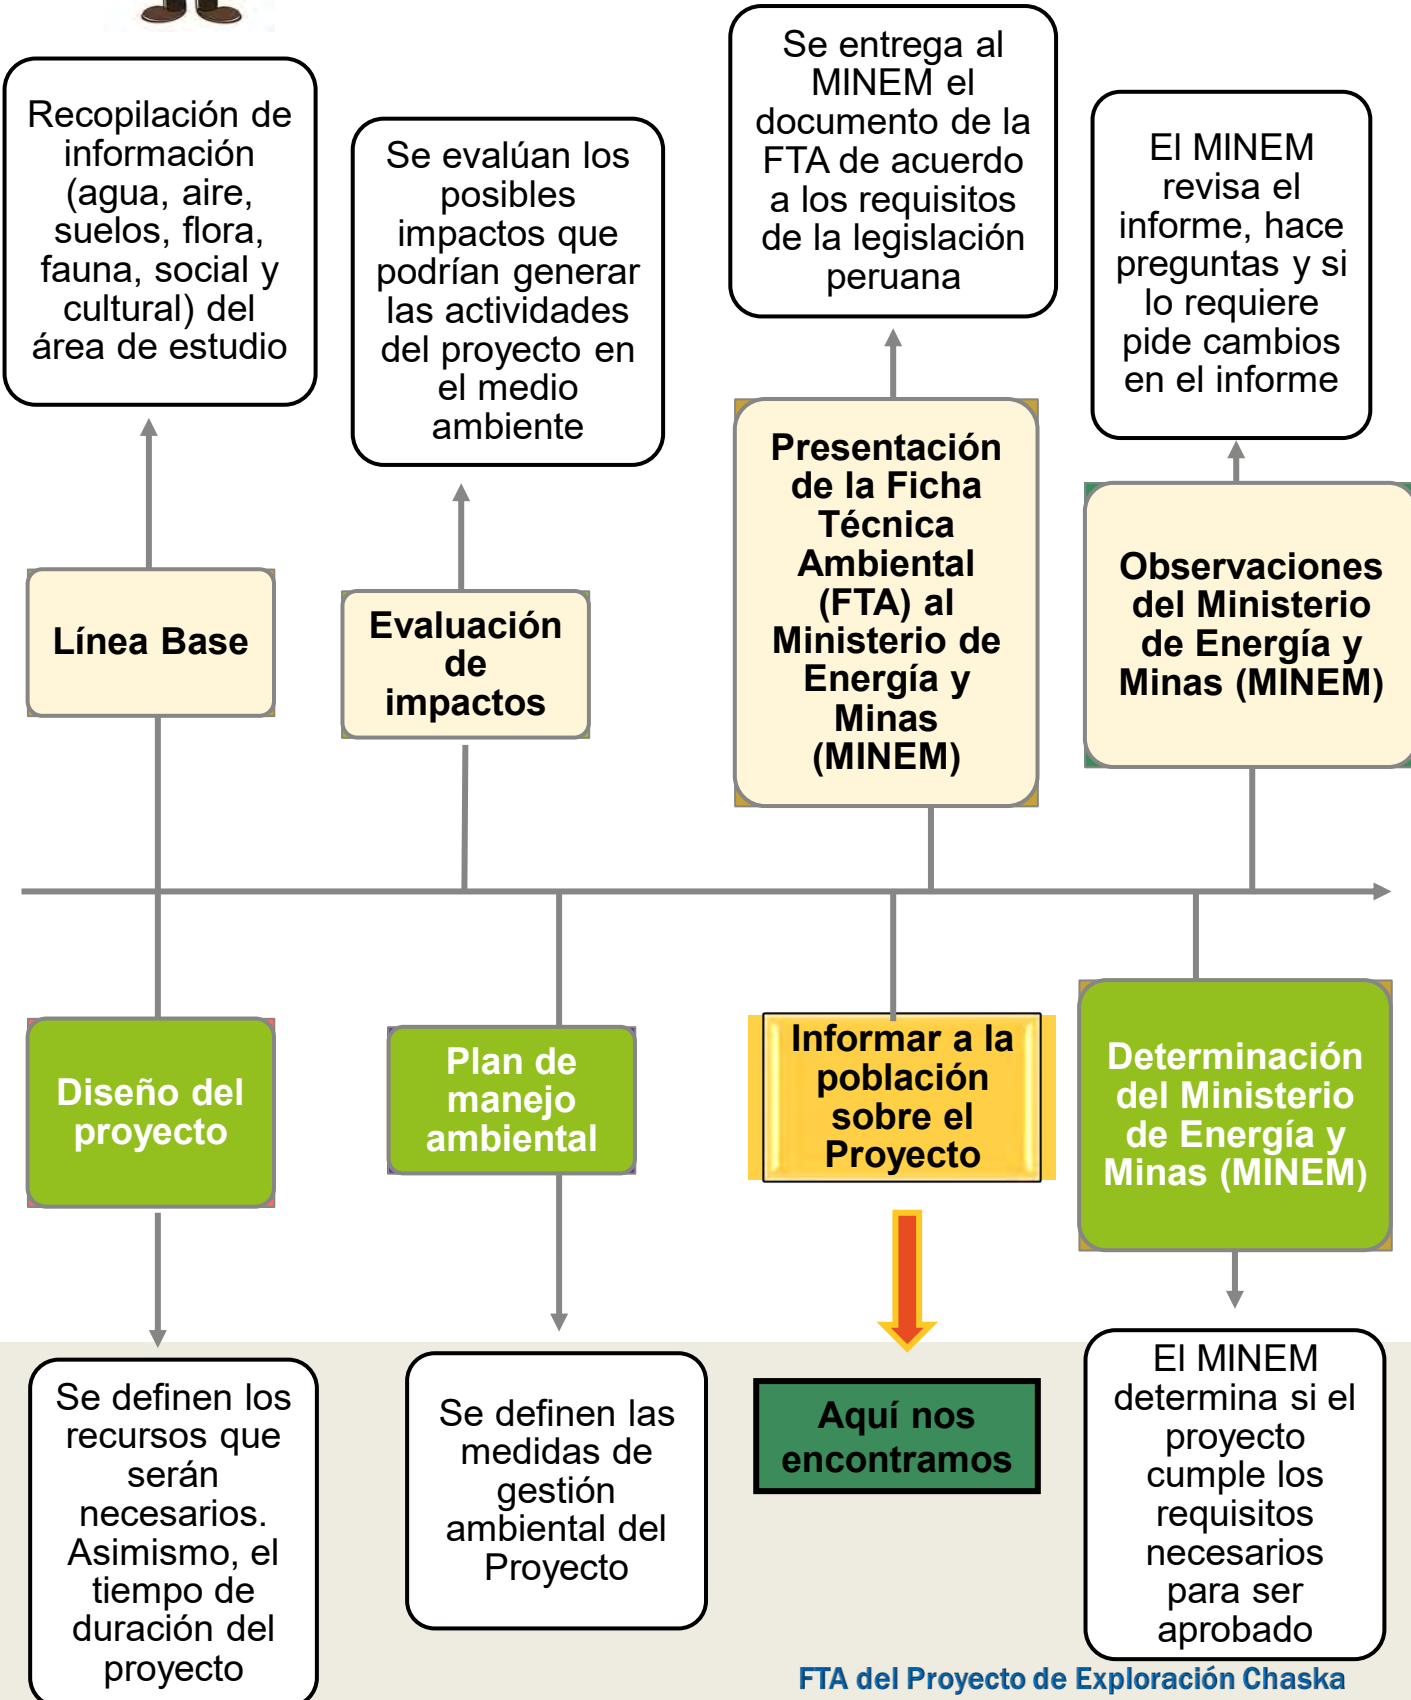 Recopilación de
información
(agua, aire,
suelos, flora,
fauna, social y
cultural) del
área de estudio
Se evalúan los
posibles
impactos que
podrían generar
las actividades
del proyecto en
el medio
ambiente
Se entrega al
MINEM el
documento de la
FTA de acuerdo
a los requisitos
de la legislación
peruana
El MINEM
revisa el
informe, hace
preguntas y si
lo requiere
pide cambios
en el informe
Línea Base
Evaluación
de
impactos
Presentación
de la Ficha
Técnica
Ambiental
(FTA) al
Ministerio de
Energía y
Minas
(MINEM)
Observaciones
del Ministerio
de Energía y
Minas (MINEM)
Diseño del
proyecto
Plan de
manejo
ambiental
Informar a la
población
sobre el
Proyecto
Determinación
del Ministerio
de Energía y
Minas (MINEM)
Se definen los
recursos que
serán
necesarios.
Asimismo, el
tiempo de
duración del
proyecto
Se definen las
medidas de
gestión
ambiental del
Proyecto
Aquí nos
encontramos
El MINEM
determina si el
proyecto
cumple los
requisitos
necesarios
para ser
aprobado
FTA del Proyecto de Exploración Chaska